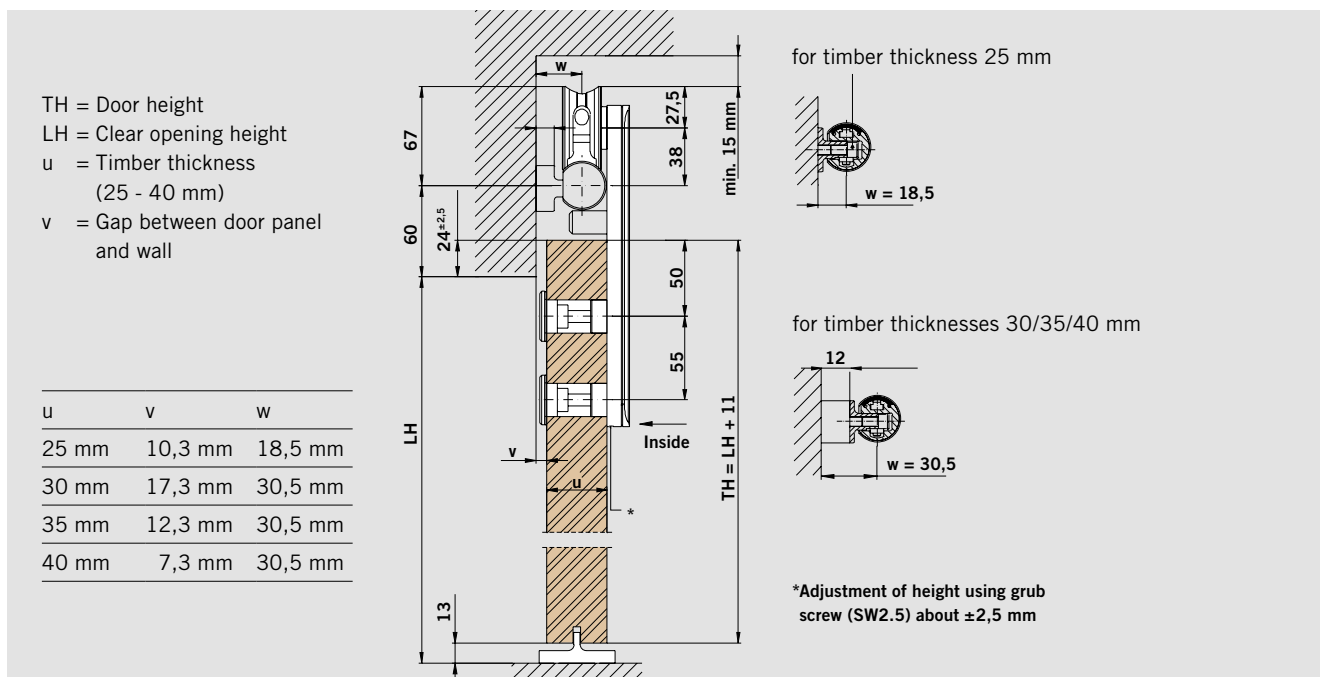 TH = Door height
LH = Clear opening height
u = Timber thickness
(25 - 40 mm)
v = Gap between door panel
and wall
u v w
25 mm 10,3 mm 18,5 mm
30 mm 17,3 mm 30,5 mm
35 mm 12,3 mm 30,5 mm
40 mm 7,3 mm 30,5 mm
w
67
60
24±2,5
LH
13
v
u
27,5
38
min. 15 mm
50
55
Inside
TH = LH + 11
*
for timber thickness 25 mm
w = 18,5
for timber thicknesses 30/35/40 mm
12
w = 30,5
*Adjustment of height using grub
screw (SW2.5) about ±2,5 mm